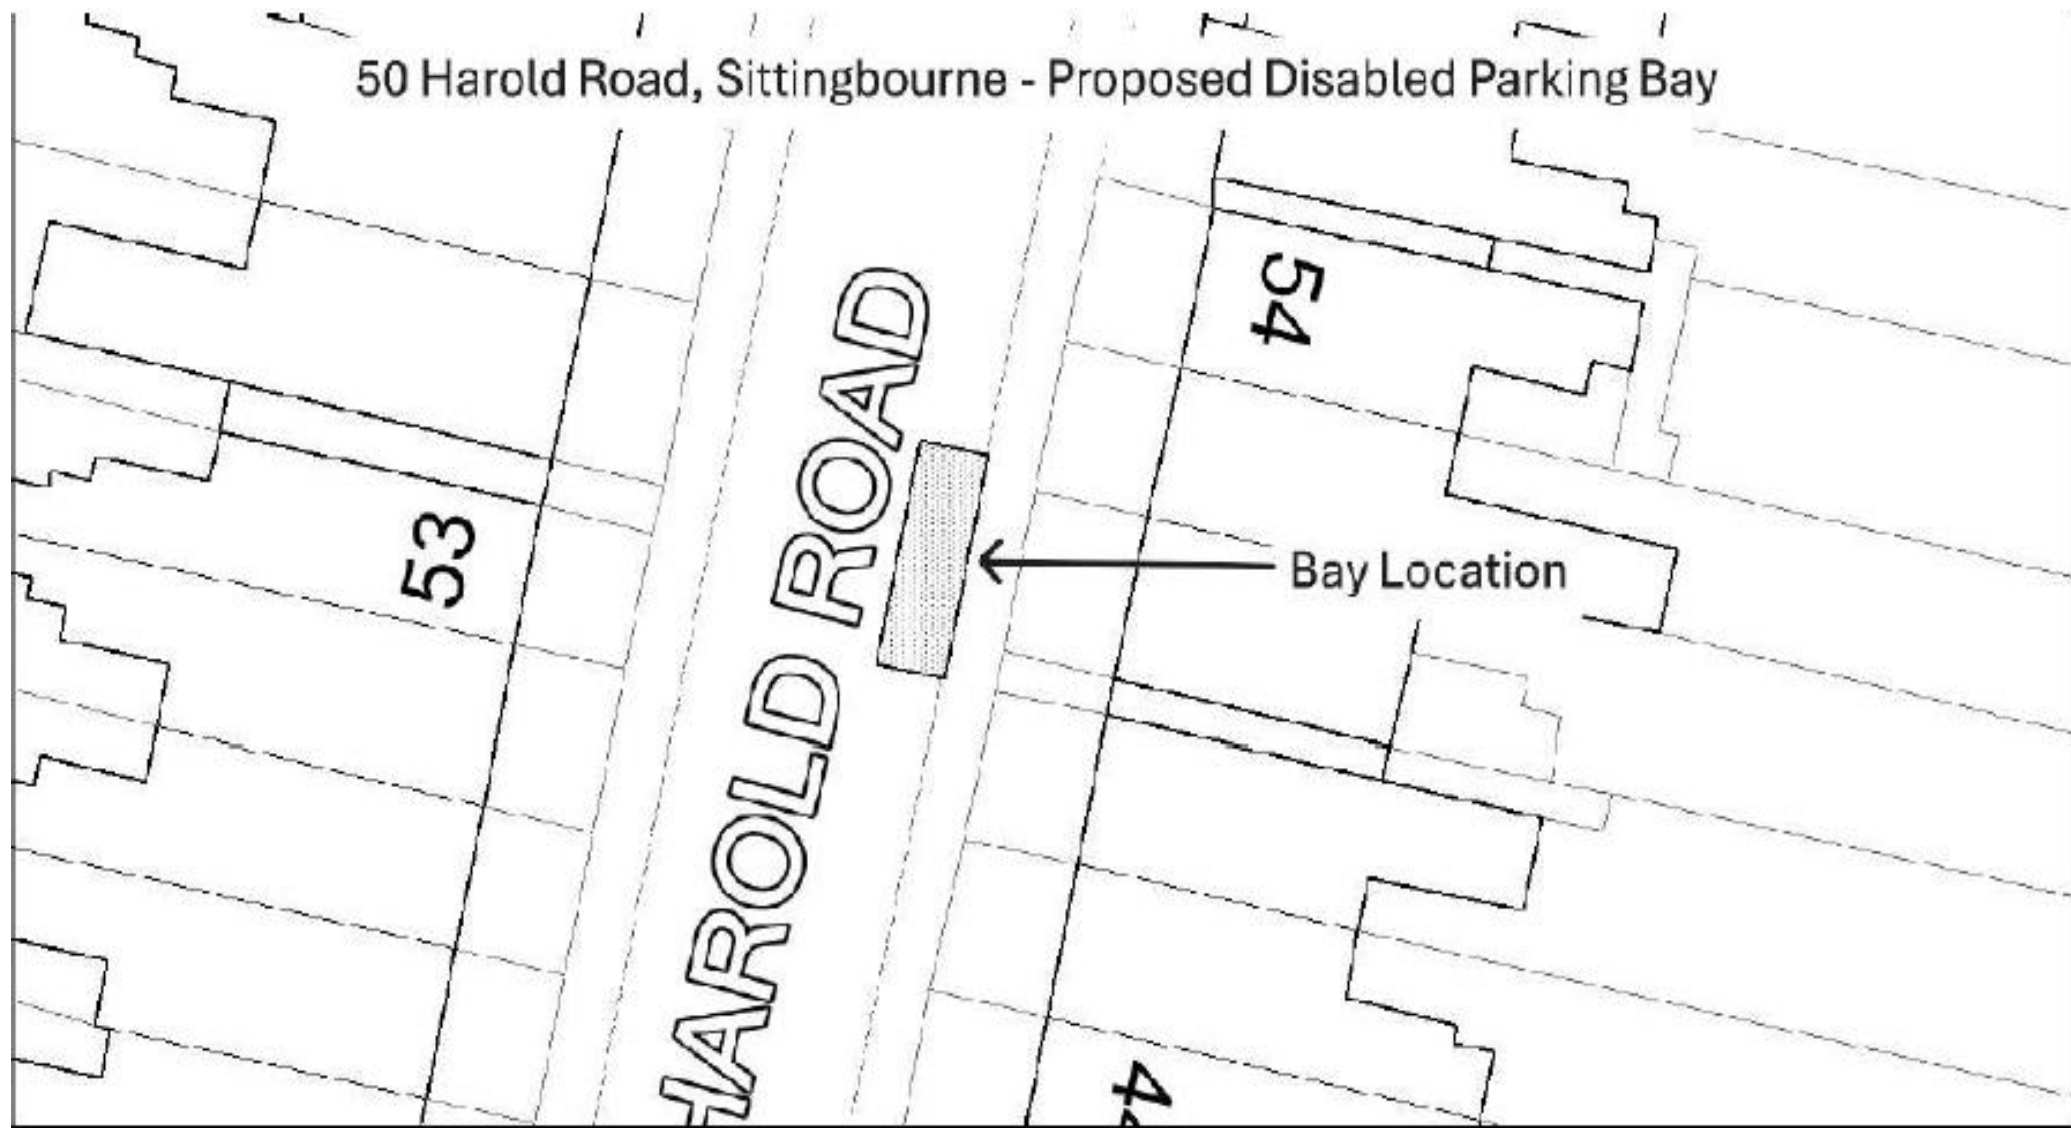 50 Harold Road, Sittingbourne - Proposed Disabled Parking Bay
54
HAROLD ROAD
53
Bay Location